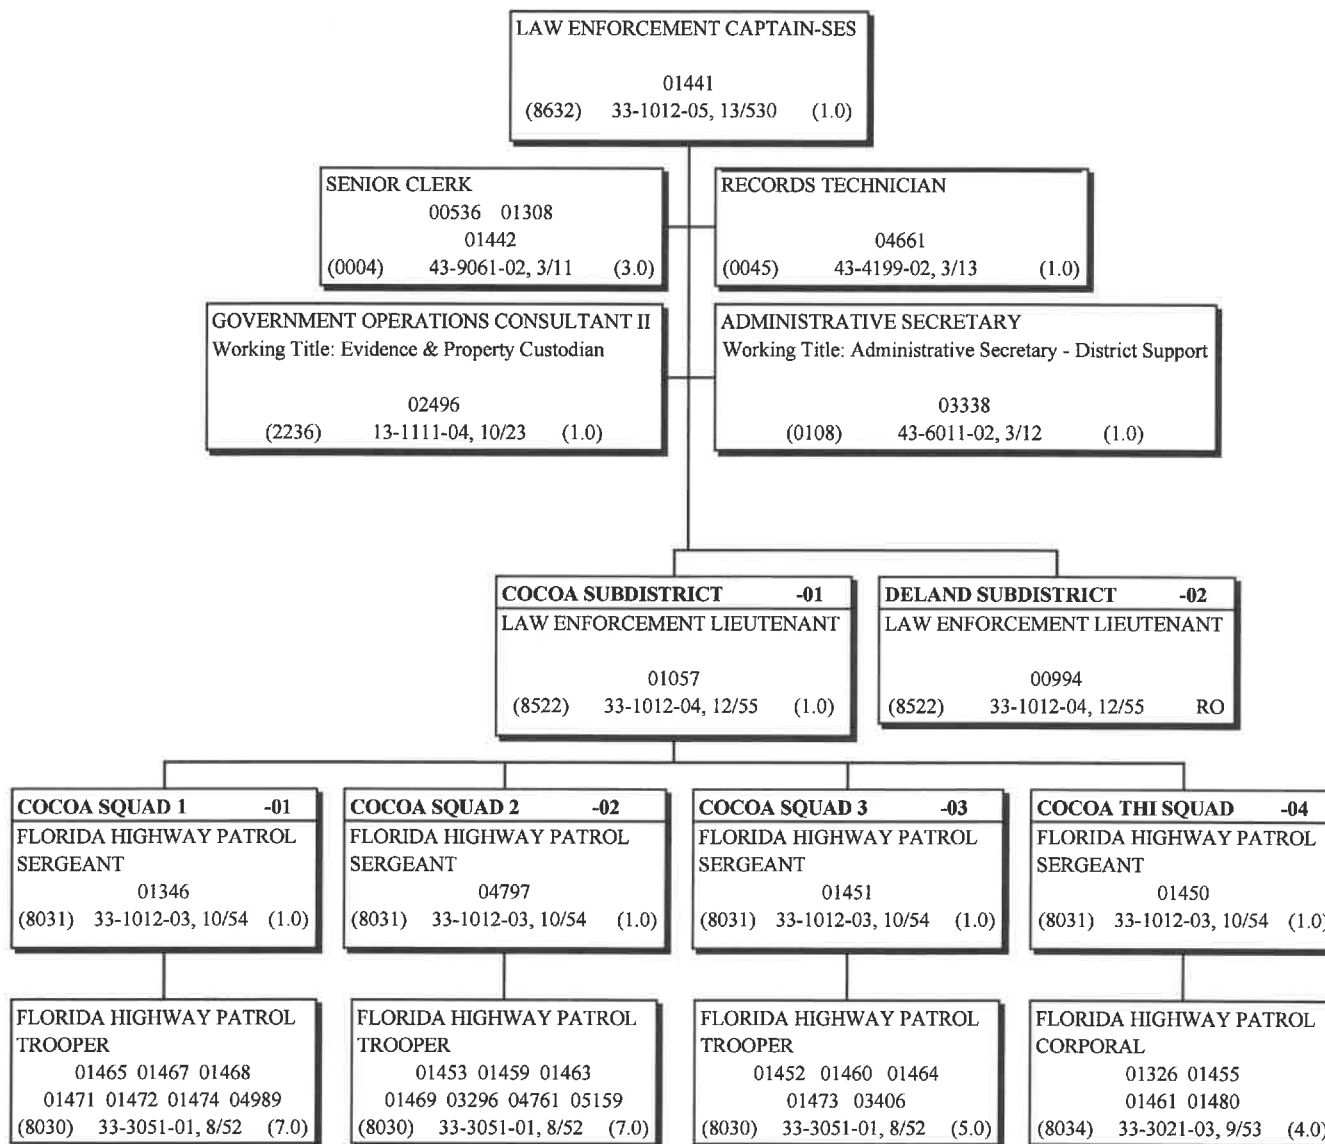 LAW ENFORCEMENT CAPTAIN-SES
01441
(8632) 33-1012-05, 13/530 (1.0)
SENIOR CLERK
00536 01308
01442
(0004) 43-9061-02, 3/11 (3.0)
RECORDS TECHNICIAN
04661
(0045) 43-4199-02, 3/13 (1.0)
GOVERNMENT OPERATIONS CONSULTANT II
Working Title: Evidence & Property Custodian
02496
(2236) 13-1111-04, 10/23 (1.0)
ADMINISTRATIVE SECRETARY
Working Title: Administrative Secretary - District Support
03338
(0108) 43-6011-02, 3/12 (1.0)
COCOA SUBDISTRICT -01
LAW ENFORCEMENT LIEUTENANT
01057
(8522) 33-1012-04, 12/55 (1.0)
DELAND SUBDISTRICT -02
LAW ENFORCEMENT LIEUTENANT
00994
(8522) 33-1012-04, 12/55 RO
COCOA SQUAD 1 -01
FLORIDA HIGHWAY PATROL
SERGEANT
01346
(8031) 33-1012-03, 10/54 (1.0)
COCOA SQUAD 2 -02
FLORIDA HIGHWAY PATROL
SERGEANT
04797
(8031) 33-1012-03, 10/54 (1.0)
COCOA SQUAD 3 -03
FLORIDA HIGHWAY PATROL
SERGEANT
01451
(8031) 33-1012-03, 10/54 (1.0)
COCOA THI SQUAD -04
FLORIDA HIGHWAY PATROL
SERGEANT
01450
(8031) 33-1012-03, 10/54 (1.0)
FLORIDA HIGHWAY PATROL
TROOPER
01465 01467 01468
01471 01472 01474 04989
(8030) 33-3051-01, 8/52 (7.0)
FLORIDA HIGHWAY PATROL
TROOPER
01453 01459 01463
01469 03296 04761 05159
(8030) 33-3051-01, 8/52 (7.0)
FLORIDA HIGHWAY PATROL
TROOPER
01452 01460 01464
01473 03406
(8030) 33-3051-01, 8/52 (5.0)
FLORIDA HIGHWAY PATROL
CORPORAL
01326 01455
01461 01480
(8034) 33-3021-03, 9/53 (4.0)